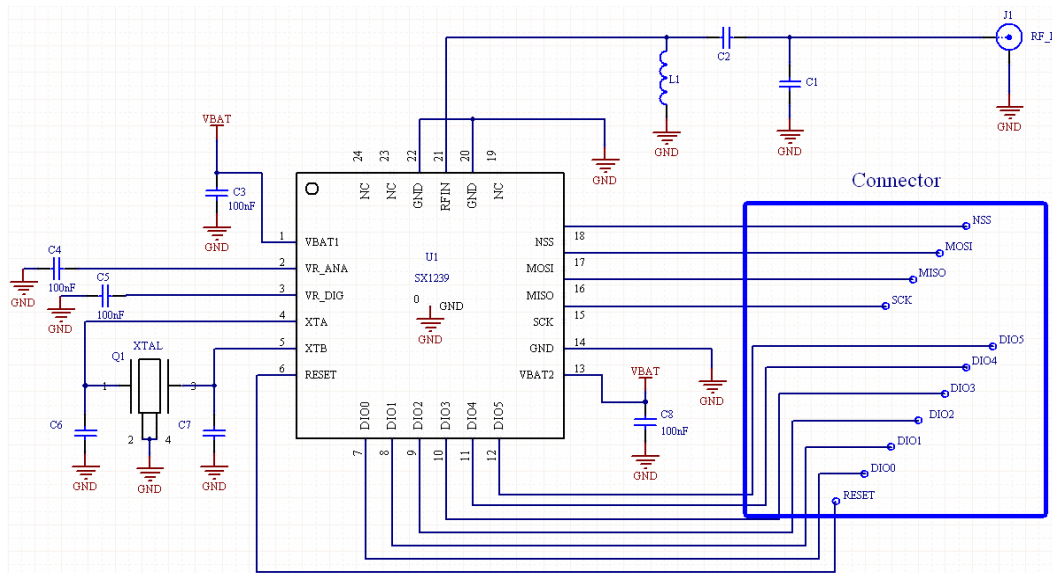 J1
RF_I
C2
L1
C1
GND
GND
GND
VBAT
24
23
22
21
20
19
GND
Connector
C3
100nF
NC
NC
GND
RFIN
GND
NC
GND
1
VBAT1
NSS
18
NSS
C4
2
VR_ANA
U1
MOSI
17
MOSI
GND
100nF
C5
SX1239
3
VR_DIG
0
GND
MISO
16
MISO
GND
100nF
4
XTA
GND
SCK
15
SCK
Q1
XTAL
5
XTB
GND
14
DIO5
6
RESET
VBAT2
13
VBAT
DIO4
1
3
GND
DIO3
C6
2
4
C7
DIO0
DIO1
DIO2
DIO3
DIO4
DIO5
C8
100nF
DIO2
7
8
9
10
11
12
DIO1
GND
GND
GND
GND
DIO0
RESET